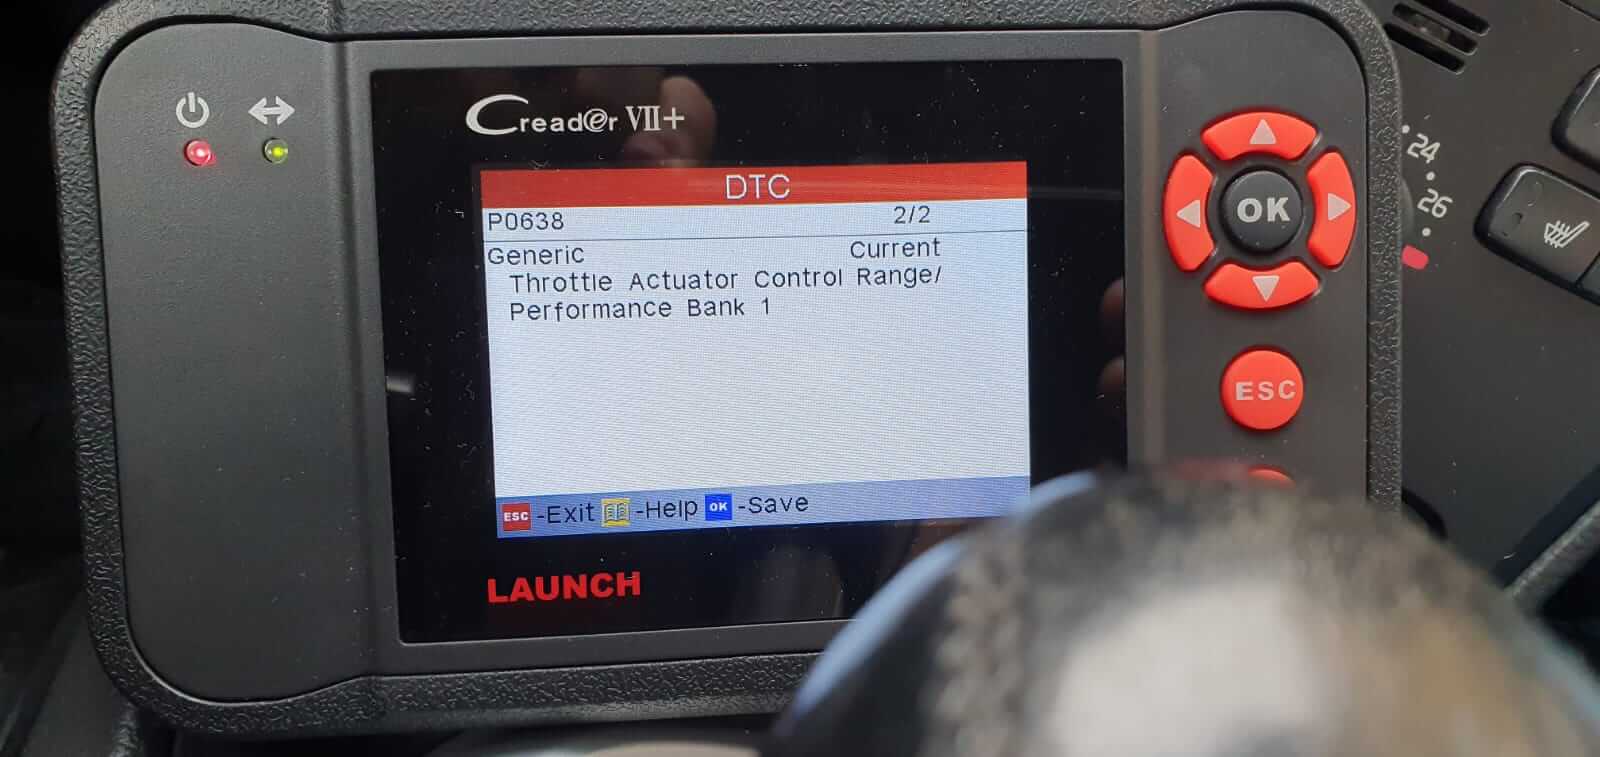 Creader VII+
DTC
P0638 2/2
Generic Current
Throttle Actuator Control Range/
Performance Bank 1
ESC -Exit -Help OK -Save
LAUNCH
OK
ESC
24
26